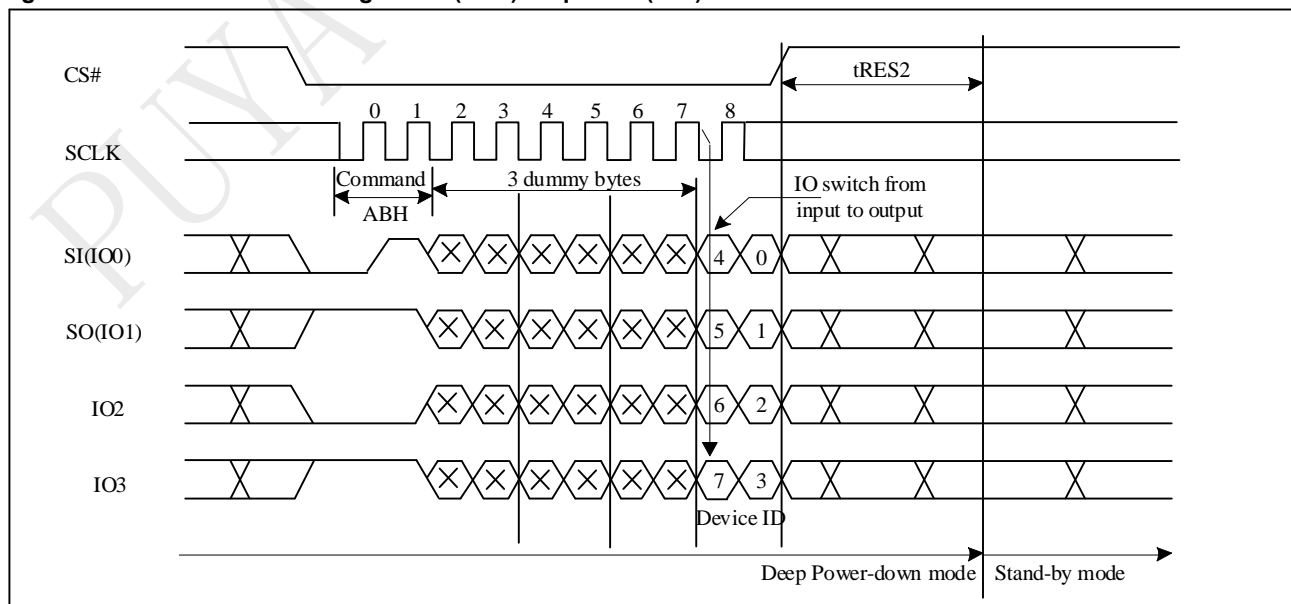 PUYA
CS#
tRES2
0 1 2 3 4 5 6 7 8
SCLK
Command
3 dummy bytes
IO switch from
input to output
ABH
SI(IO0)
4 0
SO(IO1)
5 1
IO2
6 2
IO3
7 3
Device ID
Deep Power-down mode
Stand-by mode